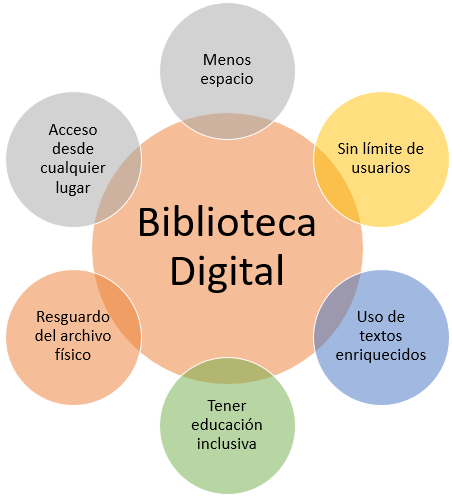 Menos
espacio
Sin límite de
usuarios
Uso de
textos
enriquecidos
Tener
educación
inclusiva
Resguardo
del archivo
físico
Acceso
desde
cualquier
lugar
Biblioteca
Digital